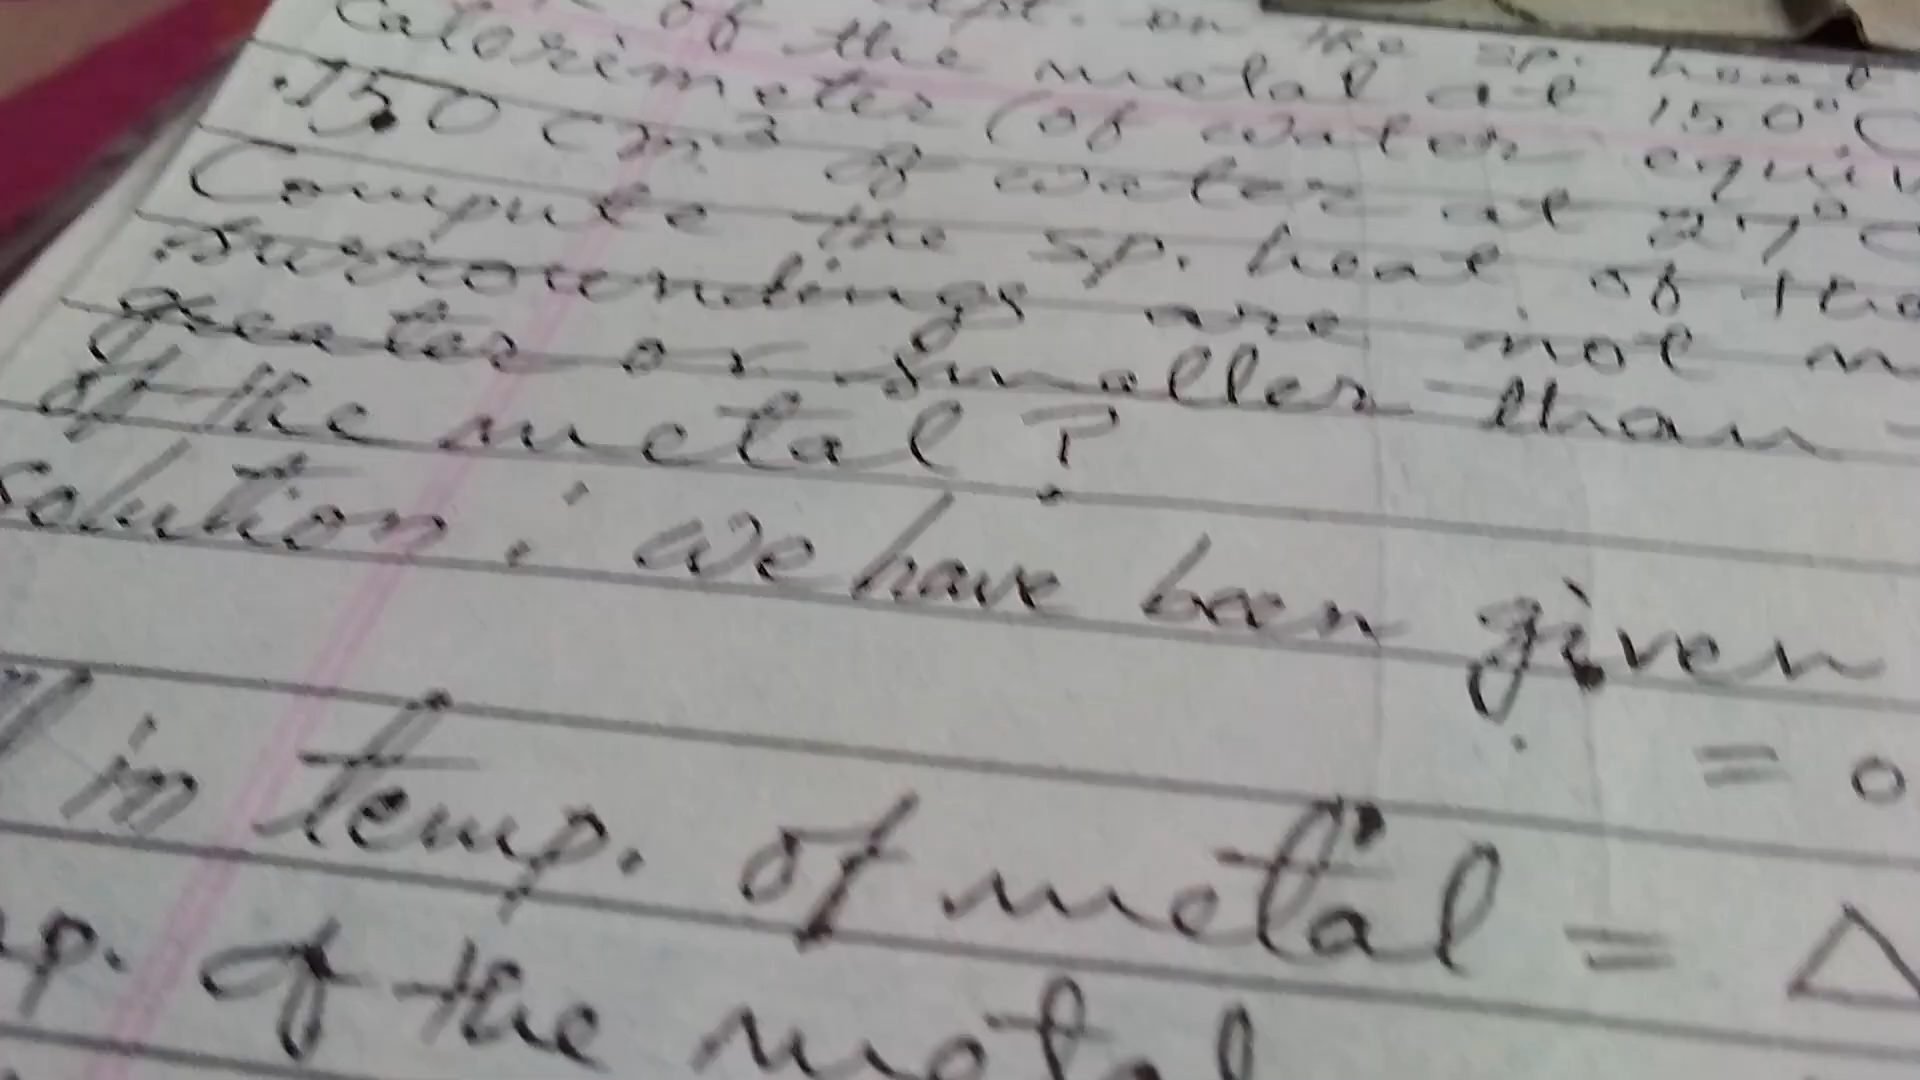 of the metal at 150°C
Calorimeter (of water equiv
150 cm³ of water at 27°C
Compute the sp. heat of the
surroundings are not n
greater or smaller than
of the metal?
Solution: We have been given
= 0
in temp. of metal = Δ
p. of the metal